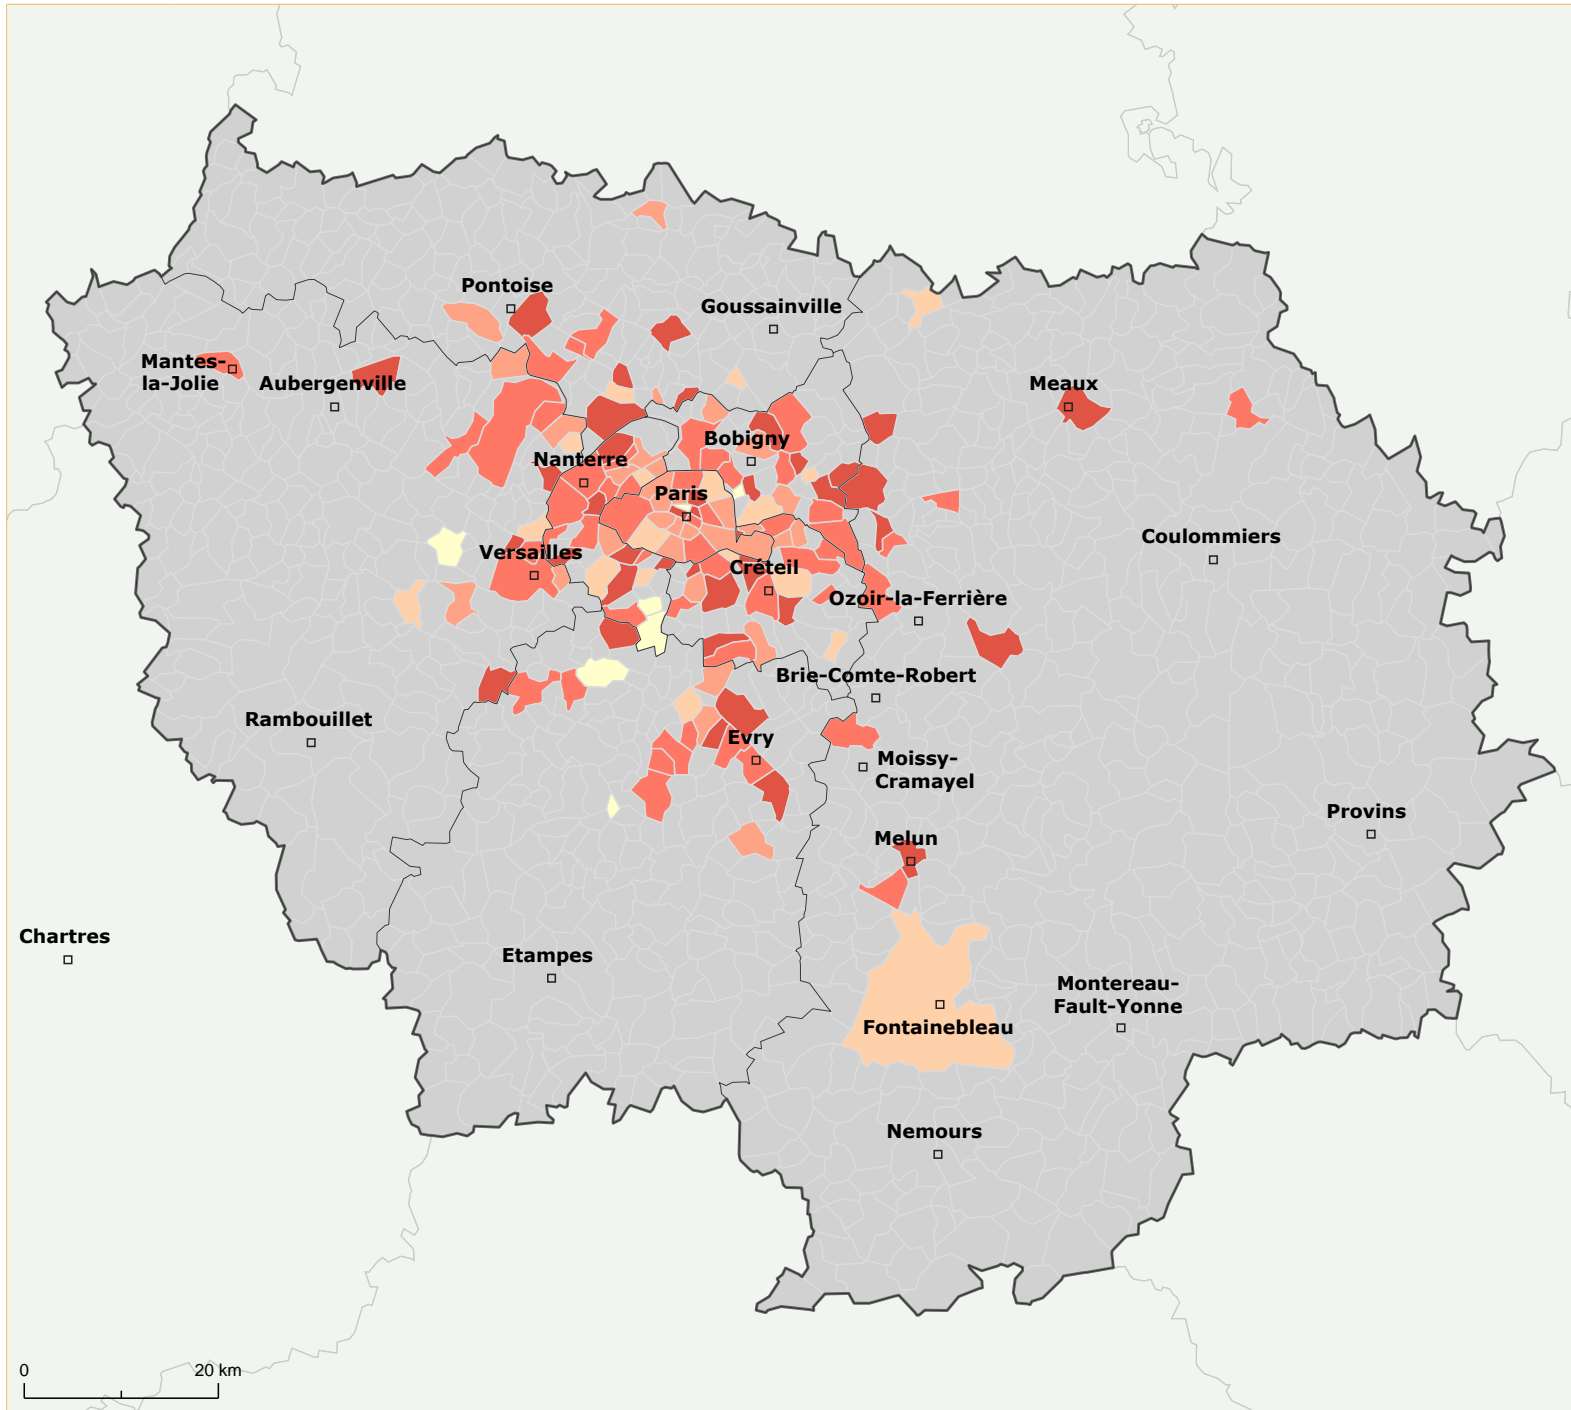 Pontoise
Goussainville
Mantes-
la-Jolie
Aubergenville
Meaux
Bobigny
Nanterre
Paris
Coulommiers
Versailles
Créteil
Ozoir-la-Ferrière
Brie-Comte-Robert
Rambouillet
Evry
Moissy-
Cramayel
Provins
Melun
Chartres
Etampes
Montereau-
Fault-Yonne
Fontainebleau
Nemours
0 20 km